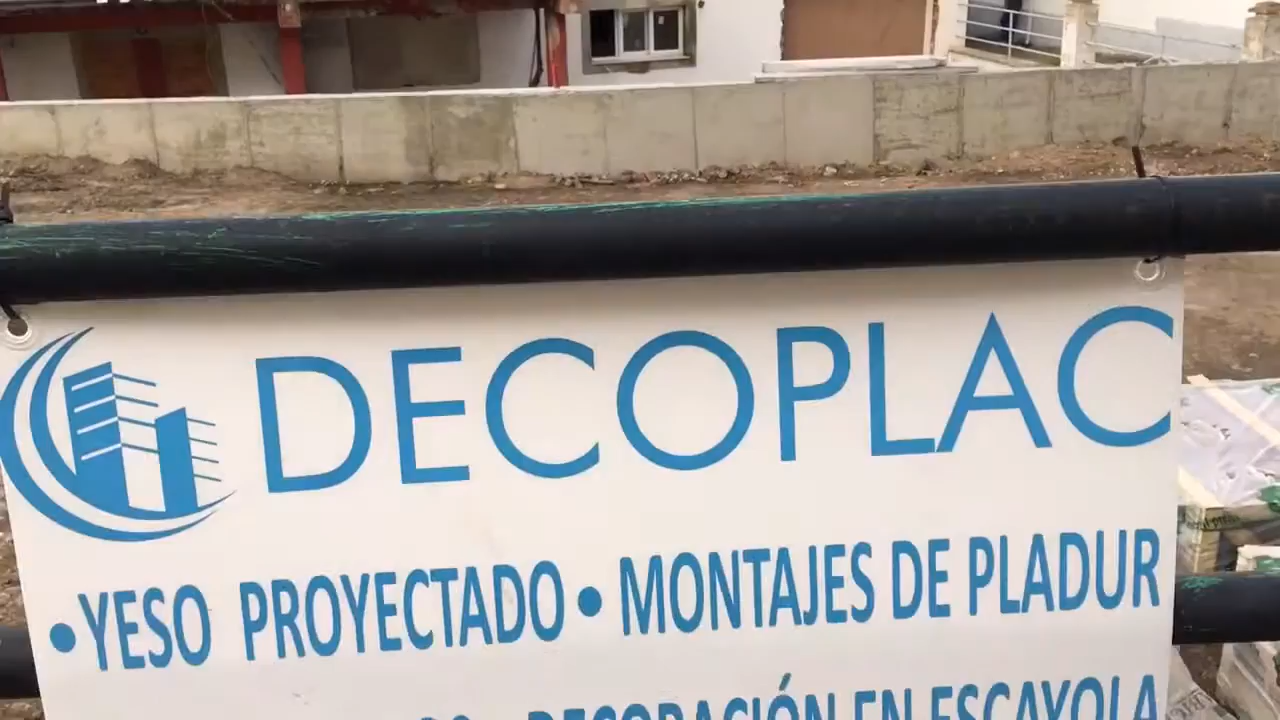 DECOPLAC
• YESO PROYECTADO • MONTAJES DE PLADUR
DECORACIÓN EN ESCAYOLA